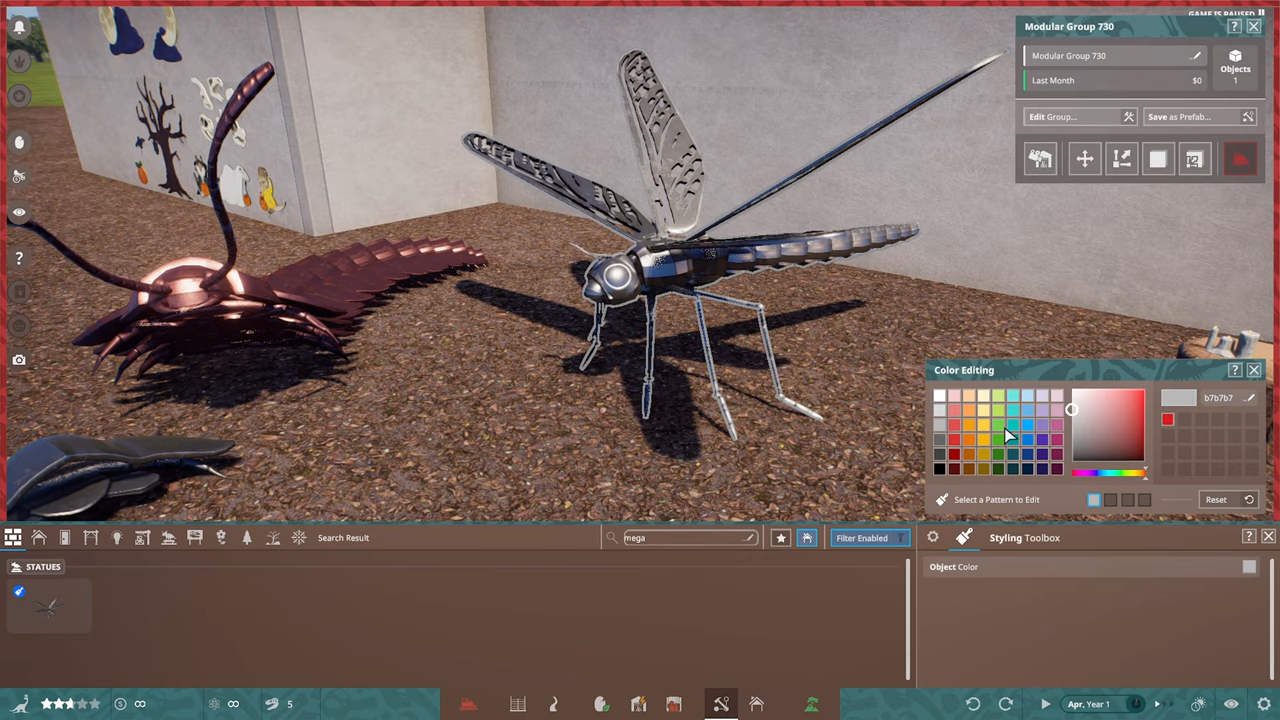 GAME IS PAUSED
Modular Group 730
?
Modular Group 730
Objects
1
Last Month $0
Edit Group...
Save as Prefab...
?
Color Editing
?
b7b7b7
Select a Pattern to Edit
Reset
Search Result
mega
Filter Enabled
Styling Toolbox
?
STATUES
Object Color
5
Apr, Year 1